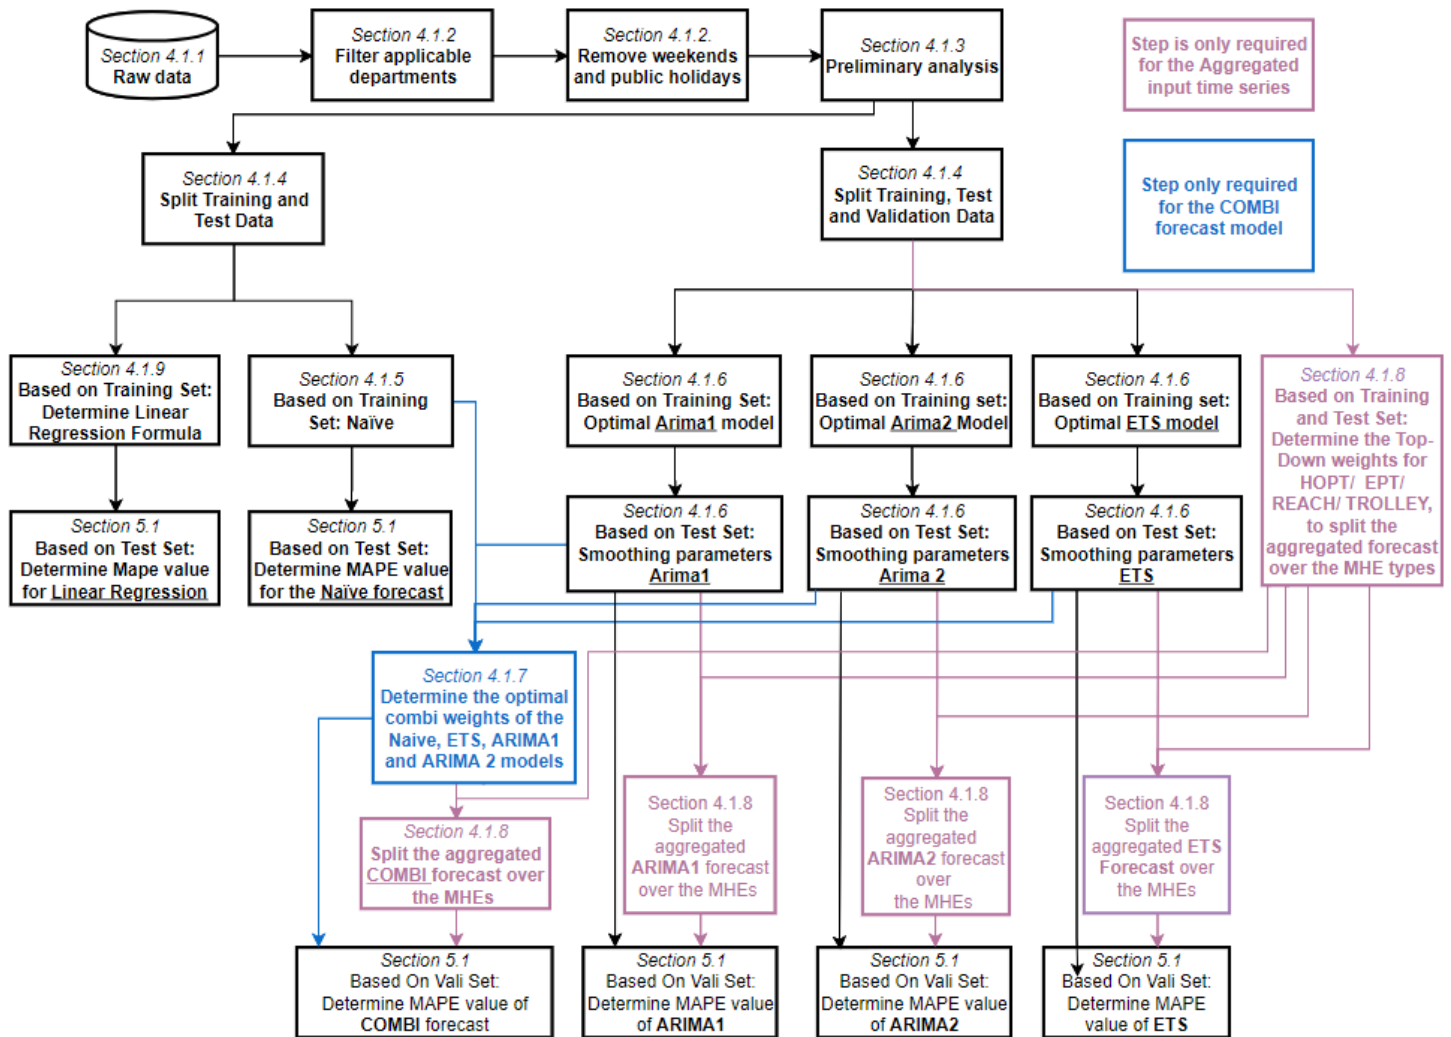 Section 4.1.1
Raw data
Section 4.1.2
Filter applicable
departments
Section 4.1.2.
Remove weekends
and public holidays
Section 4.1.3
Preliminary analysis
Step is only required
for the Aggregated
input time series
Section 4.1.4
Split Training and
Test Data
Section 4.1.4
Split Training, Test
and Validation Data
Step only required
for the COMBI
forecast model
Section 4.1.9
Based on Training Set:
Determine Linear
Regression Formula
Section 4.1.5
Based on Training
Set: Naïve
Section 4.1.6
Based on Training Set:
Optimal Arima1 model
Section 4.1.6
Based on Training set:
Optimal Arima2 Model
Section 4.1.6
Based on Training set:
Optimal ETS model
Section 4.1.8
Based on Training
and Test Set:
Determine the Top-
Down weights for
HOPT/ EPT/
REACH/ TROLLEY,
to split the
aggregated forecast
over the MHE types
Section 5.1
Based on Test Set:
Determine Mape value
for Linear Regression
Section 5.1
Based on Test Set:
Determine MAPE value
for the Naïve forecast
Section 4.1.6
Based on Test Set:
Smoothing parameters
Arima1
Section 4.1.6
Based on Test Set:
Smoothing parameters
Arima 2
Section 4.1.6
Based on Test Set:
Smoothing parameters
ETS
Section 4.1.7
Determine the optimal
combi weights of the
Naive, ETS, ARIMA1
and ARIMA 2 models
Section 4.1.8
Split the aggregated
COMBI forecast over
the MHEs
Section 4.1.8
Split the
aggregated
ARIMA1 forecast
over the MHEs
Section 4.1.8
Split the
aggregated
ARIMA2 forecast
over
the MHEs
Section 4.1.8
Split the
aggregated ETS
Forecast over
the MHEs
Section 5.1
Based On Vali Set:
Determine MAPE value of
COMBI forecast
Section 5.1
Based On Vali Set:
Determine MAPE value
of ARIMA1
Section 5.1
Based On Vali Set:
Determine MAPE value
of ARIMA2
Section 5.1
Based On Vali Set:
Determine MAPE
value of ETS